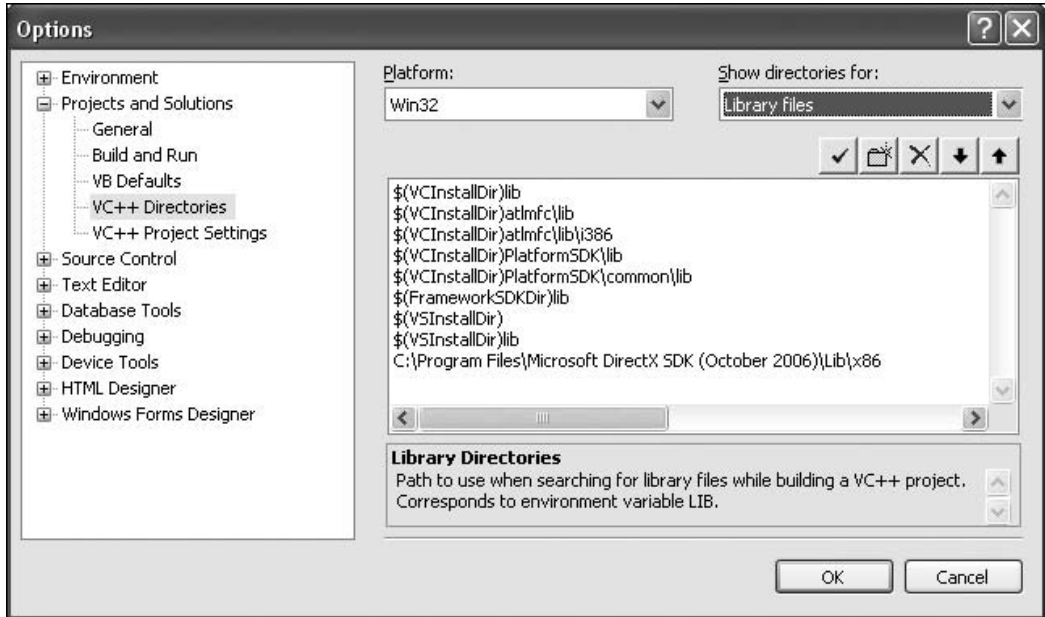 Options
Environment
Projects and Solutions
General
Build and Run
VB Defaults
VC++ Directories
VC++ Project Settings
Source Control
Text Editor
Database Tools
Debugging
Device Tools
HTML Designer
Windows Forms Designer
Platform:
Win32
Show directories for:
Library files
$(VCInstallDir)lib
$(VCInstallDir)atlmfc\lib
$(VCInstallDir)atlmfc\lib\i386
$(VCInstallDir)PlatformSDK\lib
$(VCInstallDir)PlatformSDK\common\lib
$(FrameworkSDKDir)lib
$(VSInstallDir)
$(VSInstallDir)lib
C:\Program Files\Microsoft DirectX SDK (October 2006)\Lib\x86
Library Directories
Path to use when searching for library files while building a VC++ project.
Corresponds to environment variable LIB.
OK
Cancel